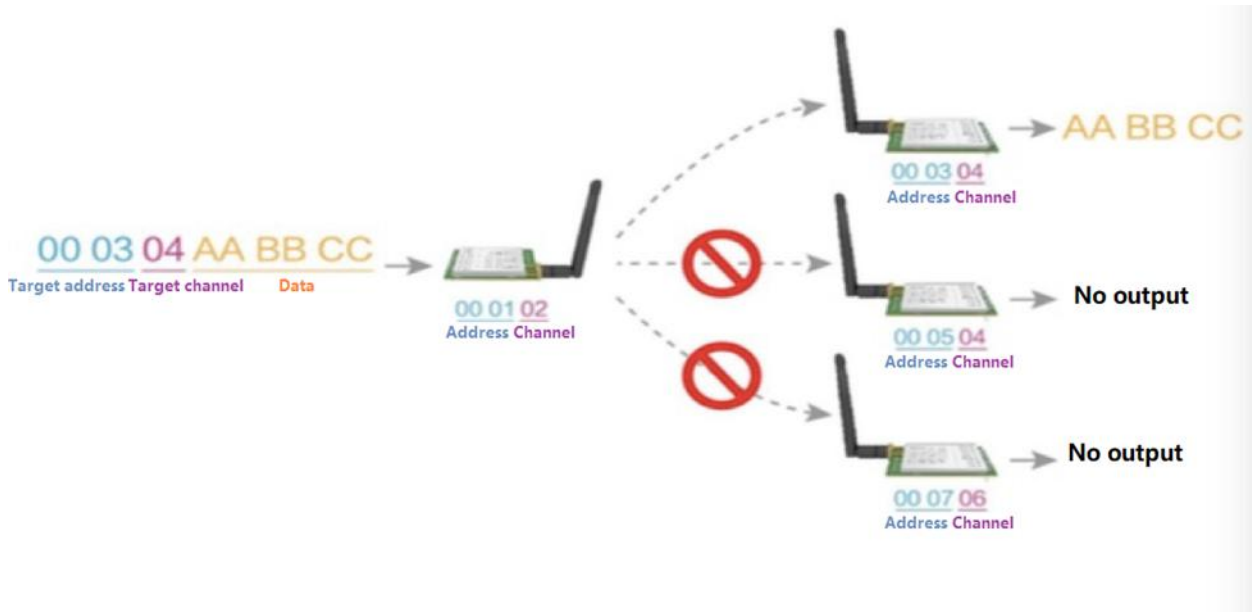 00 03 04 AA BB CC
Target address Target channel Data
00 01 02
Address Channel
AA BB CC
00 03 04
Address Channel
No output
00 05 04
Address Channel
No output
00 07 06
Address Channel